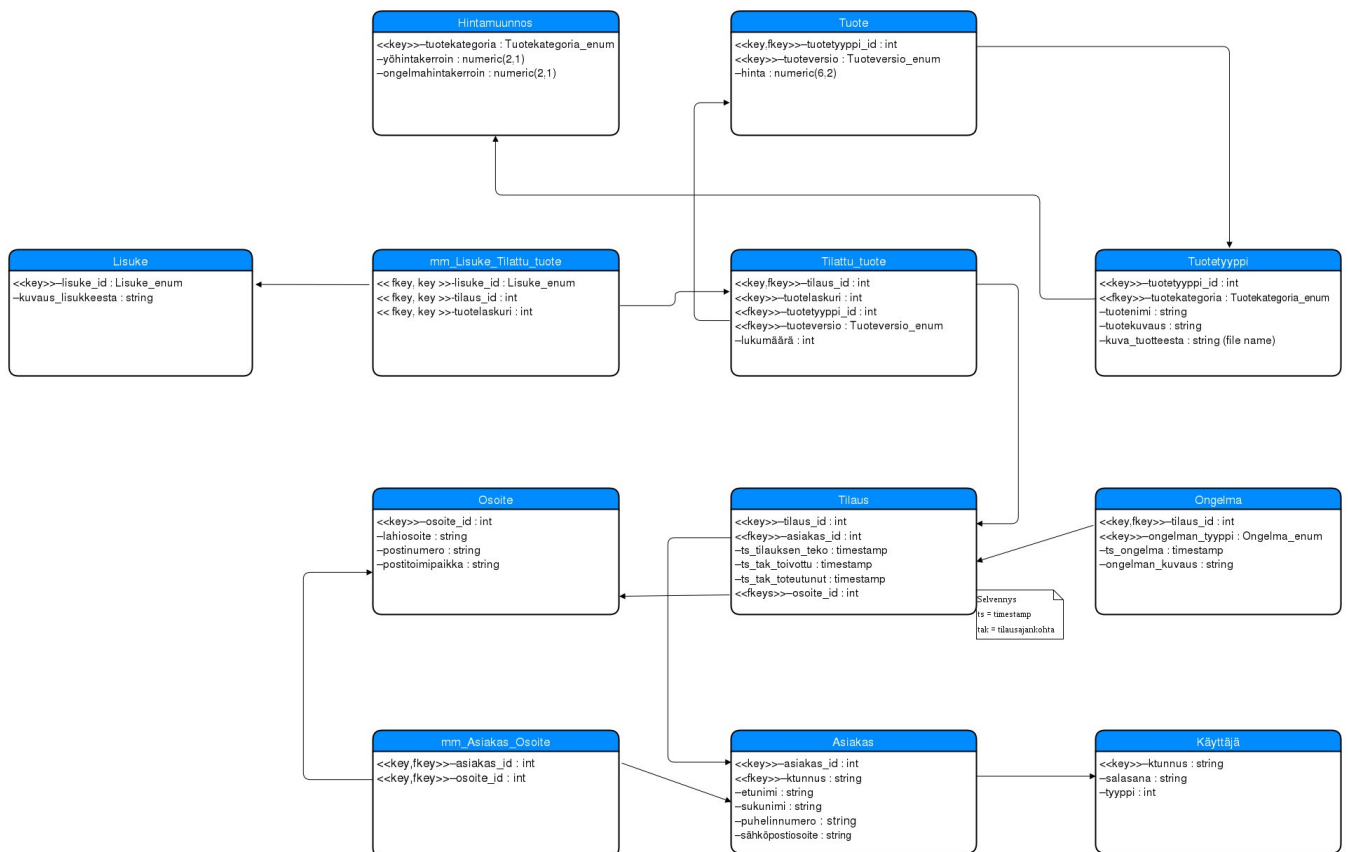 Hintamuunnos
<<key>>–tuotekategoria : Tuotekategoria_enum
–yöhintakerroin : numeric(2,1)
–ongelmahintakerroin : numeric(2,1)
Tuote
<<key,fkey>>–tuotetyyppi_id : int
<<key>>–tuoteversio : Tuoteversio_enum
–hinta : numeric(6,2)
Lisuke
<<key>>–lisuke_id : Lisuke_enum
–kuvaus_lisukkeesta : string
mm_Lisuke_Tilattu_tuote
<< fkey, key >>-lisuke_id : Lisuke_enum
<< fkey, key >>-tilaus_id : int
<< fkey, key >>-tuotelaskuri : int
Tilattu_tuote
<<key,fkey>>–tilaus_id : int
<<key>>–tuotelaskuri : int
<<fkey>>–tuotetyyppi_id : int
<<fkey>>–tuoteversio : Tuoteversio_enum
–lukumäärä : int
Tuotetyyppi
<<key>>–tuotetyyppi_id : int
<<fkey>>–tuotekategoria : Tuotekategoria_enum
–tuotenimi : string
–tuotekuvaus : string
–kuva_tuotteesta : string (file name)
Osoite
<<key>>–osoite_id : int
–lahiosoite : string
–postinumero : string
–postitoimipaikka : string
Tilaus
<<key>>–tilaus_id : int
<<fkey>>–asiakas_id : int
–ts_tilauksen_teko : timestamp
–ts_tak_toivottu : timestamp
–ts_tak_toteutunut : timestamp
<<fkeys>>–osoite_id : int
Selvennys
ts = timestamp
tak = tilausajankohta
Ongelma
<<key,fkey>>–tilaus_id : int
<<key>>–ongelman_tyyppi : Ongelma_enum
–ts_ongelma : timestamp
–ongelman_kuvaus : string
mm_Asiakas_Osoite
<<key,fkey>>–asiakas_id : int
<<key,fkey>>–osoite_id : int
Asiakas
<<key>>–asiakas_id : int
<<fkey>>–ktunnus : string
–etunimi : string
–sukunimi : string
–puhelinnumero : string
–sähköpostiosoite : string
Käyttäjä
<<key>>–ktunnus : string
–salasana : string
–tyyppi : int